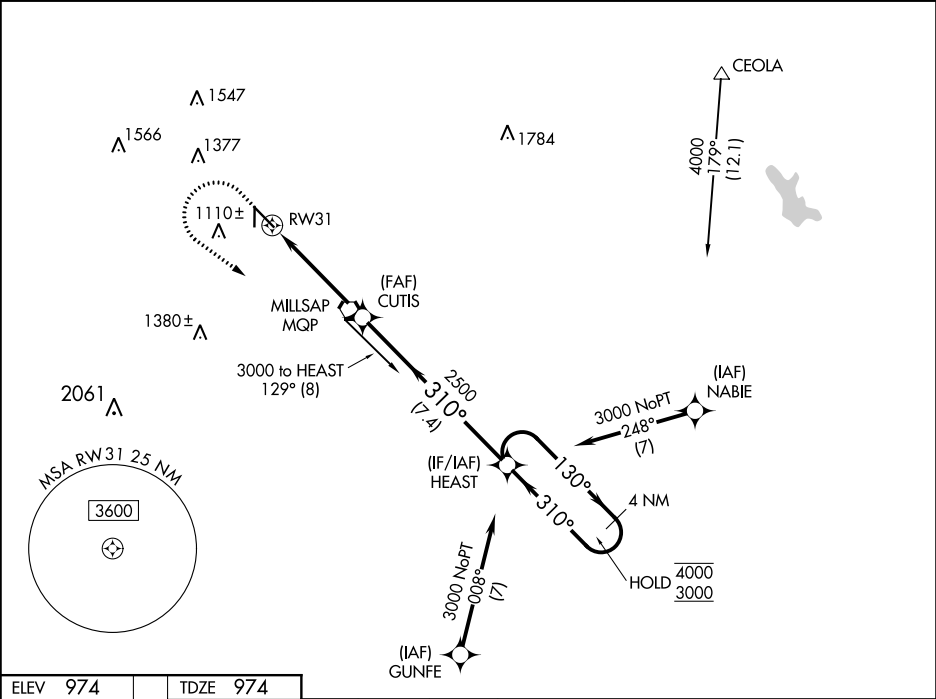 CEOLA
1547
1566
1377
1784
4000
179°
(12.1)
1110±
RW31
(FAF)
CUTIS
MILLSAP
MQP
1380±
3000 to HEAST
129° (8)
2500
310°
(7.4)
2061
(IAF)
NABIE
3000 NoPT
248°
(7)
MSA RW31 25 NM
3600
(IF/IAF)
HEAST
130°
310°
4 NM
HOLD 4000
3000
3000 NoPT
008°
(7)
(IAF)
GUNFE
ELEV 974 TDZE 974